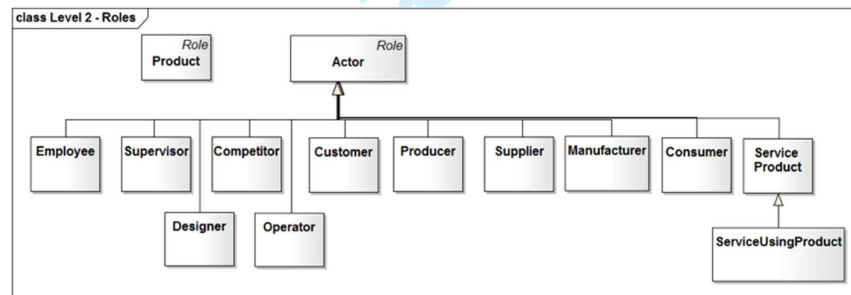 class Level 2 - Roles
Role
Product
Role
Actor
Employee
Supervisor
Competitor
Customer
Producer
Supplier
Manufacturer
Consumer
Service
Product
Designer
Operator
ServiceUsingProduct